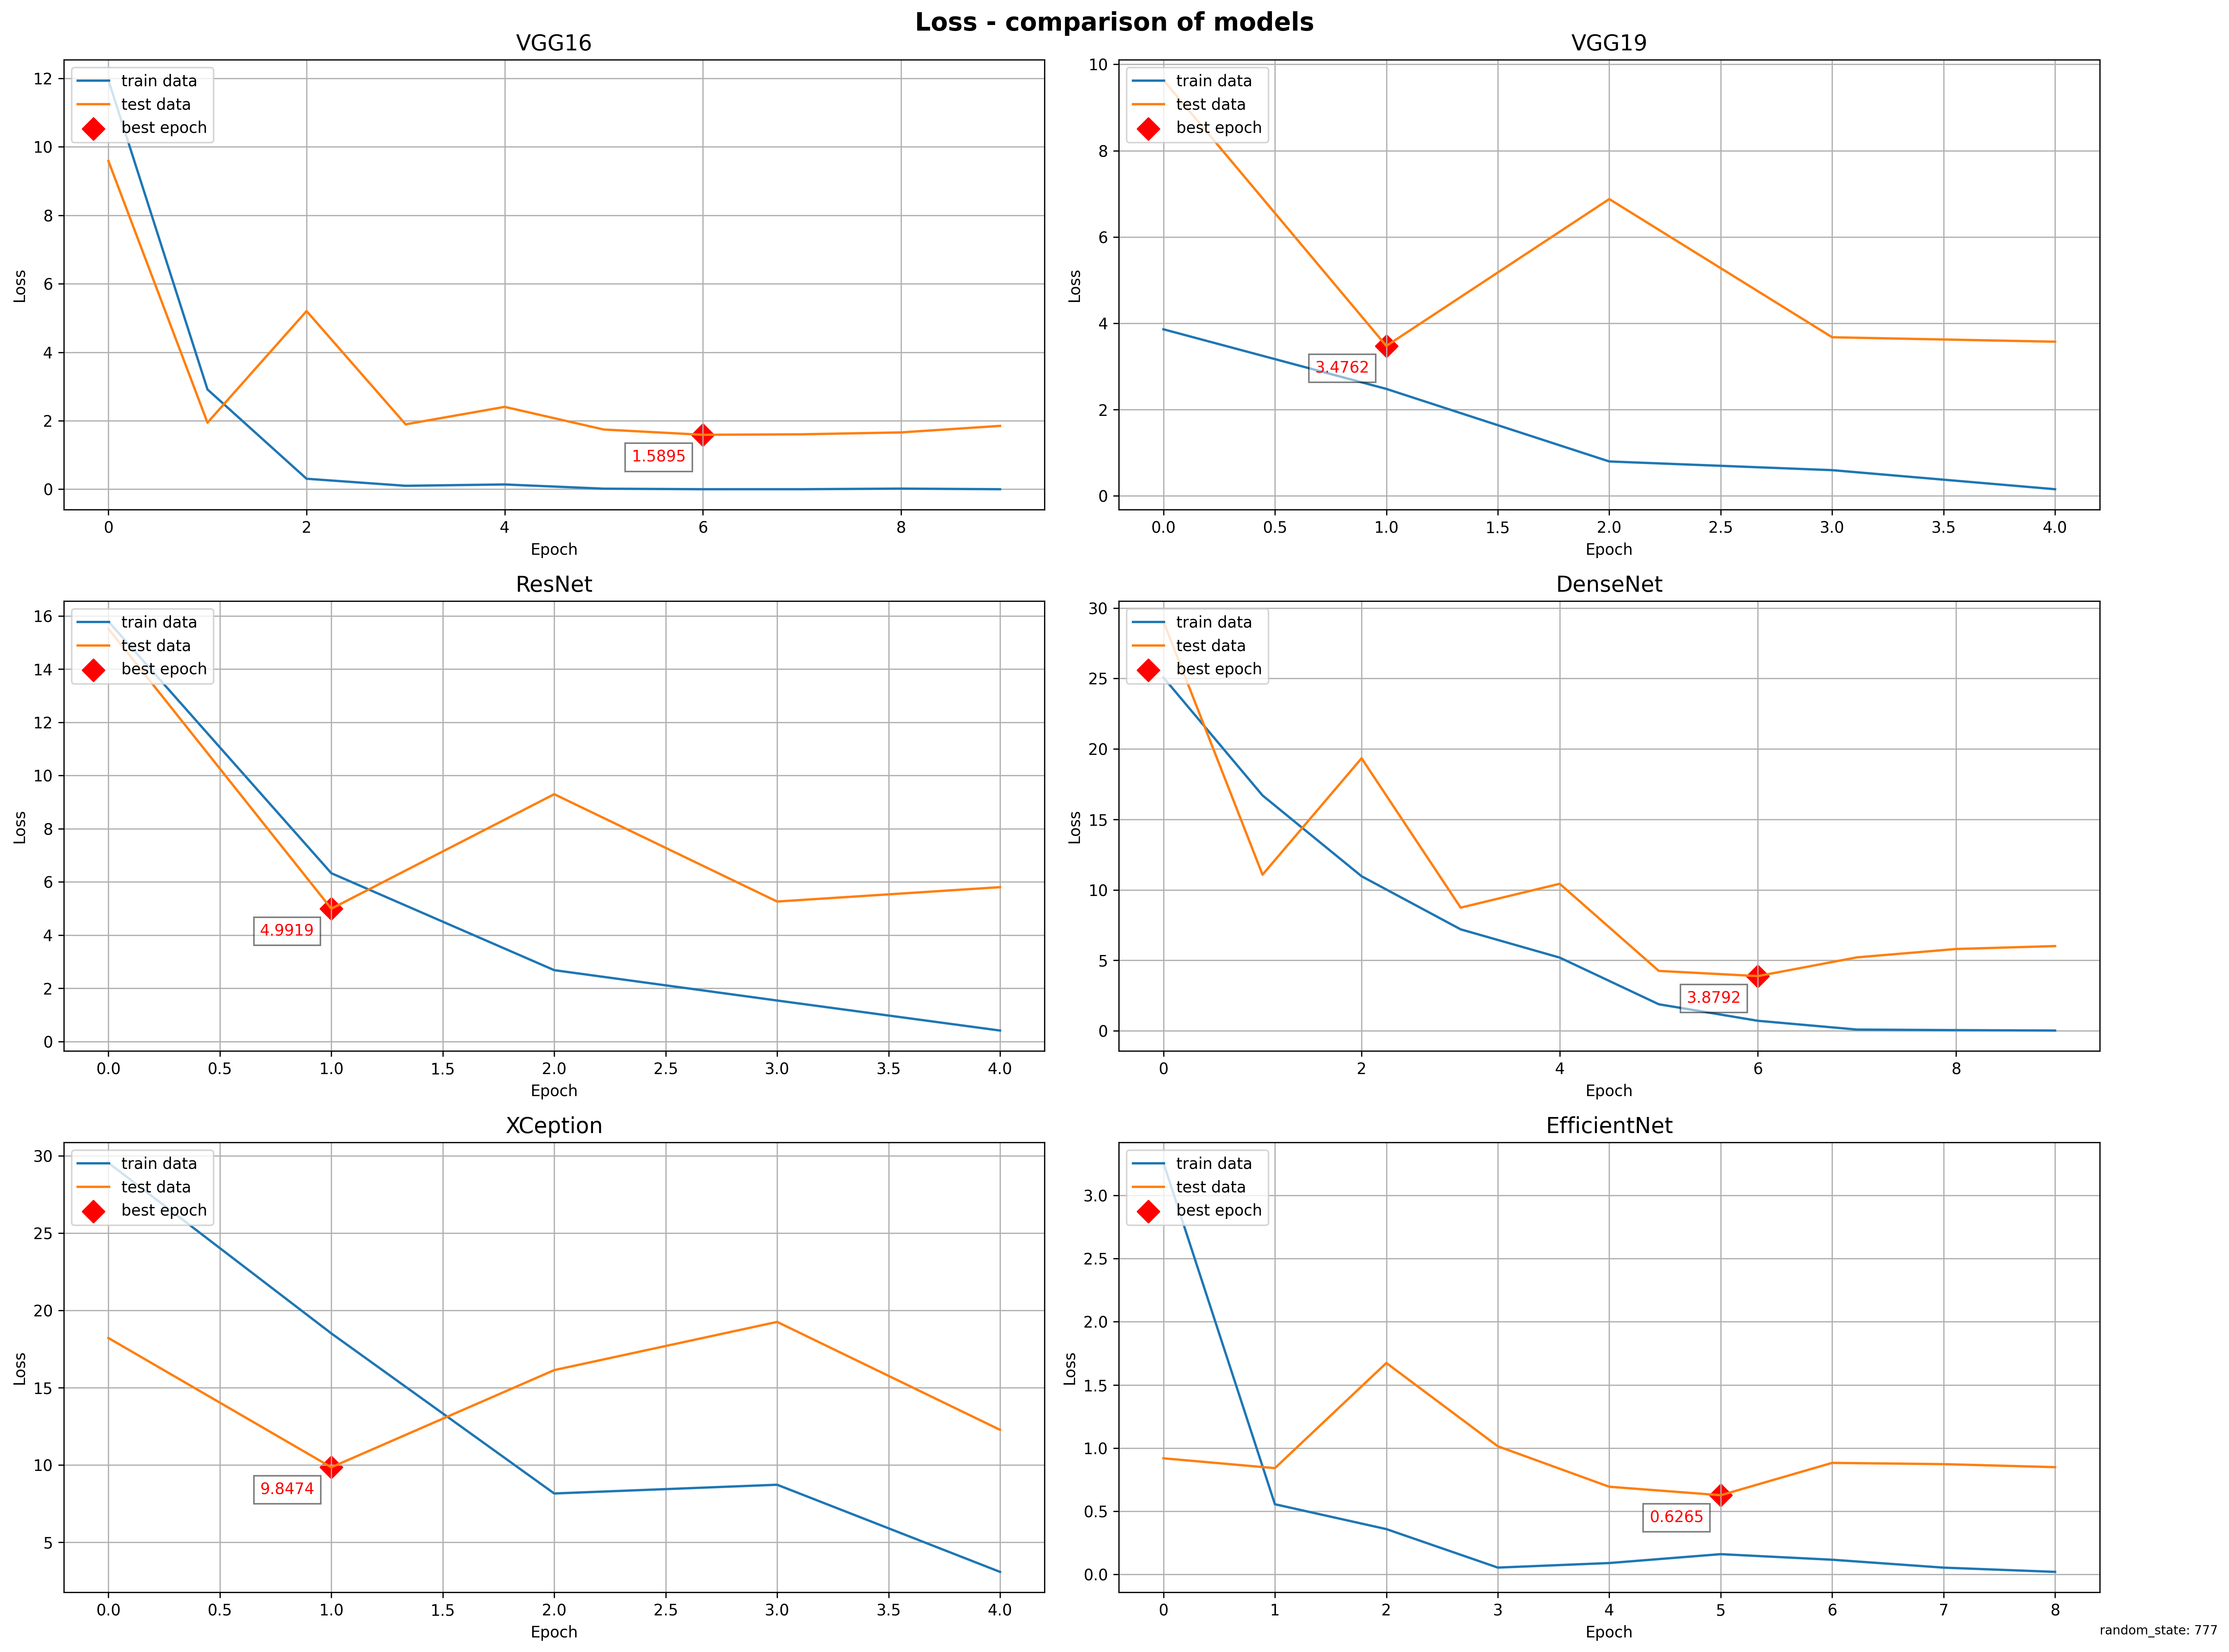 Loss - comparison of models
VGG16
train data
test data
best epoch
12
10
8
6
4
2
0
Loss
1.5895
0 2 4 6 8
Epoch
VGG19
train data
test data
best epoch
10
8
6
4
2
0
Loss
3.4762
0.0 0.5 1.0 1.5 2.0 2.5 3.0 3.5 4.0
Epoch
ResNet
train data
test data
best epoch
16
14
12
10
8
6
4
2
0
Loss
4.9919
0.0 0.5 1.0 1.5 2.0 2.5 3.0 3.5 4.0
Epoch
DenseNet
train data
test data
best epoch
30
25
20
15
10
5
0
Loss
3.8792
0 2 4 6 8
Epoch
XCeption
train data
test data
best epoch
30
25
20
15
10
5
Loss
9.8474
0.0 0.5 1.0 1.5 2.0 2.5 3.0 3.5 4.0
Epoch
EfficientNet
train data
test data
best epoch
3.0
2.5
2.0
1.5
1.0
0.5
0.0
Loss
0.6265
0 1 2 3 4 5 6 7 8
Epoch
random_state: 777